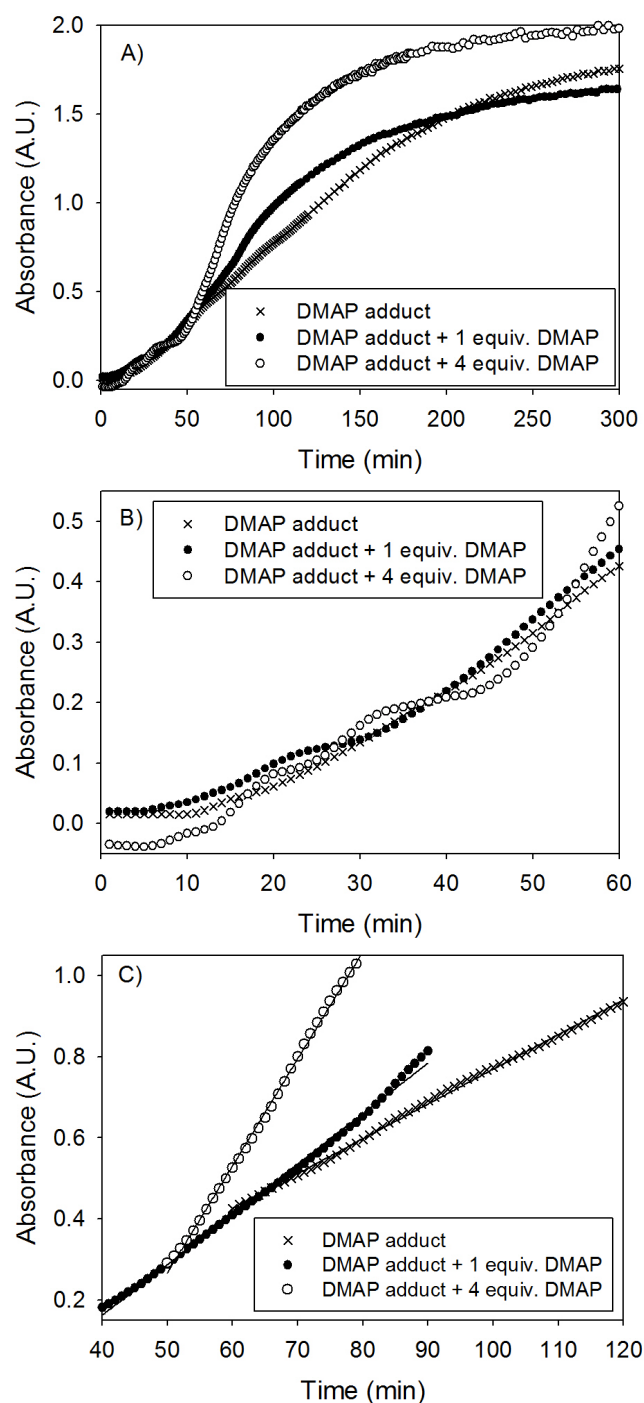 A)
2.0
1.5
1.0
0.5
0.0
Absorbance (A.U.)
DMAP adduct
DMAP adduct + 1 equiv. DMAP
DMAP adduct + 4 equiv. DMAP
0 50 100 150 200 250 300
Time (min)
B)
0.5
0.4
0.3
0.2
0.1
0.0
Absorbance (A.U.)
DMAP adduct
DMAP adduct + 1 equiv. DMAP
DMAP adduct + 4 equiv. DMAP
0 10 20 30 40 50 60
Time (min)
C)
1.0
0.8
0.6
0.4
0.2
Absorbance (A.U.)
DMAP adduct
DMAP adduct + 1 equiv. DMAP
DMAP adduct + 4 equiv. DMAP
40 50 60 70 80 90 100 110 120
Time (min)